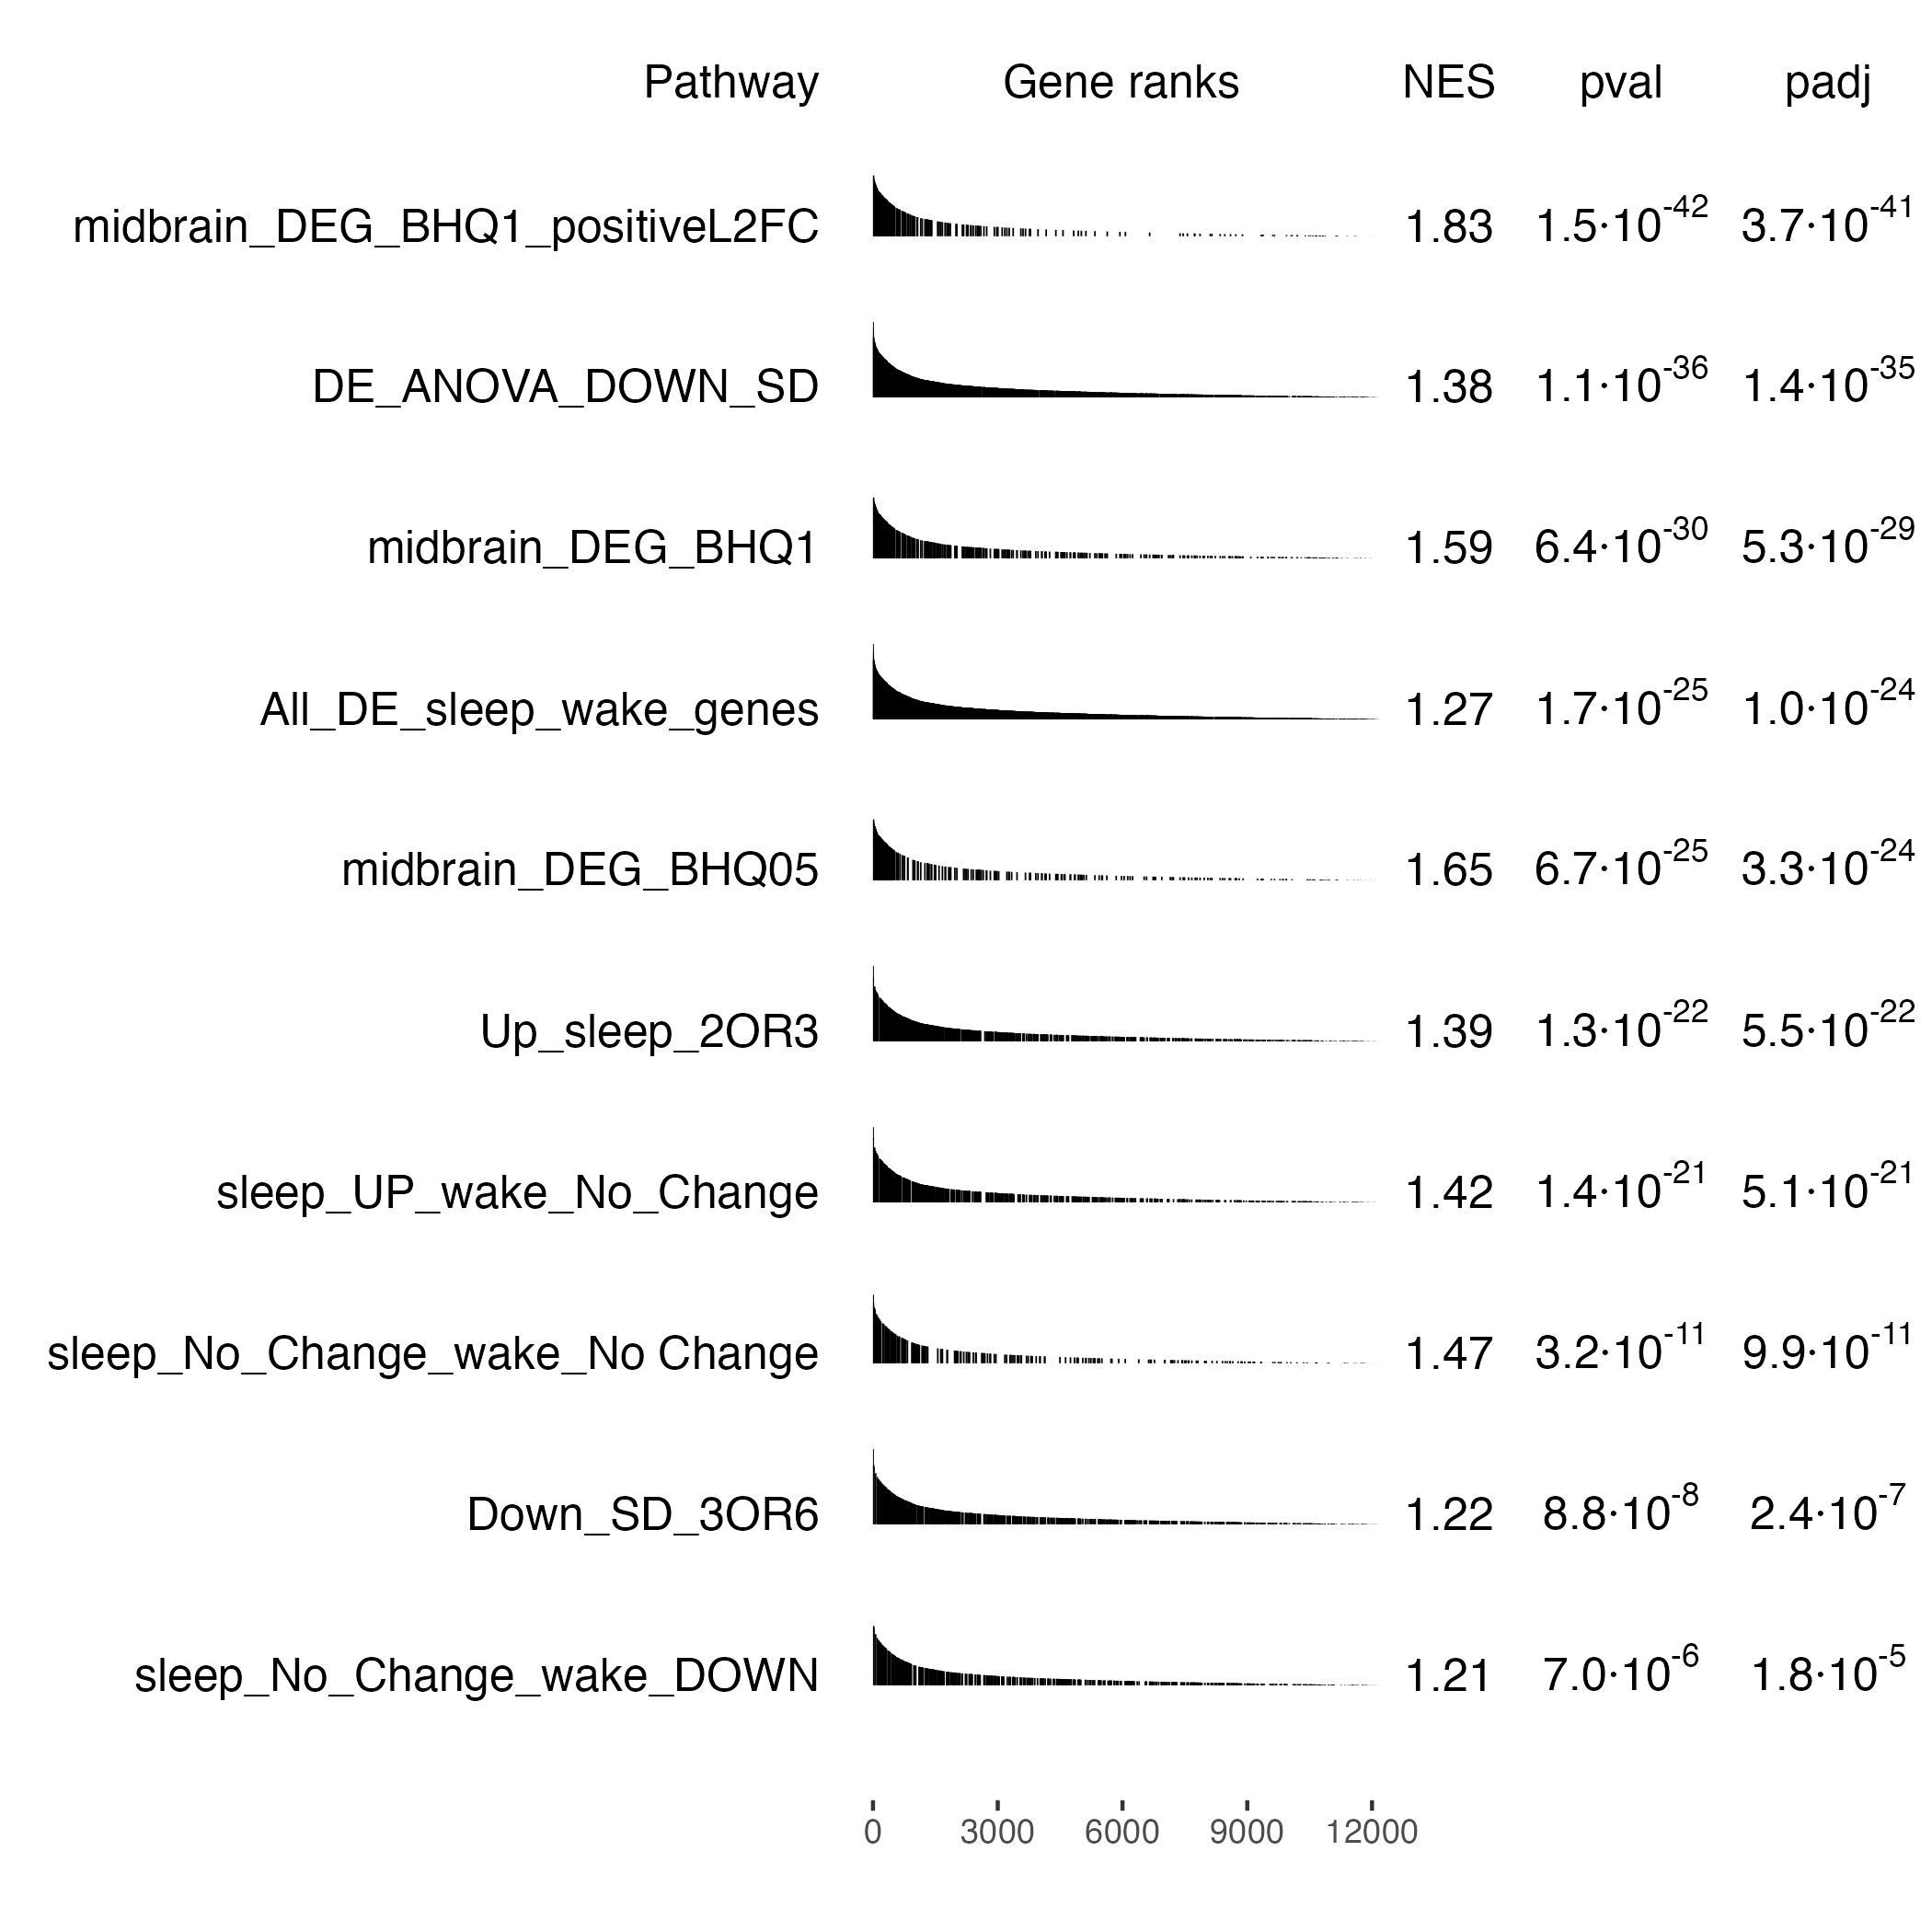 Pathway Gene ranks NES pval padj
midbrain_DEG_BHQ1_positiveL2FC 1.83 1.5·10⁻⁴² 3.7·10⁻⁴¹
DE_ANOVA_DOWN_SD 1.38 1.1·10⁻³⁶ 1.4·10⁻³⁵
midbrain_DEG_BHQ1 1.59 6.4·10⁻³⁰ 5.3·10⁻²⁹
All_DE_sleep_wake_genes 1.27 1.7·10⁻²⁵ 1.0·10⁻²⁴
midbrain_DEG_BHQ05 1.65 6.7·10⁻²⁵ 3.3·10⁻²⁴
Up_sleep_2OR3 1.39 1.3·10⁻²² 5.5·10⁻²²
sleep_UP_wake_No_Change 1.42 1.4·10⁻²¹ 5.1·10⁻²¹
sleep_No_Change_wake_No Change 1.47 3.2·10⁻¹¹ 9.9·10⁻¹¹
Down_SD_3OR6 1.22 8.8·10⁻⁸ 2.4·10⁻⁷
sleep_No_Change_wake_DOWN 1.21 7.0·10⁻⁶ 1.8·10⁻⁵
0 3000 6000 9000 12000